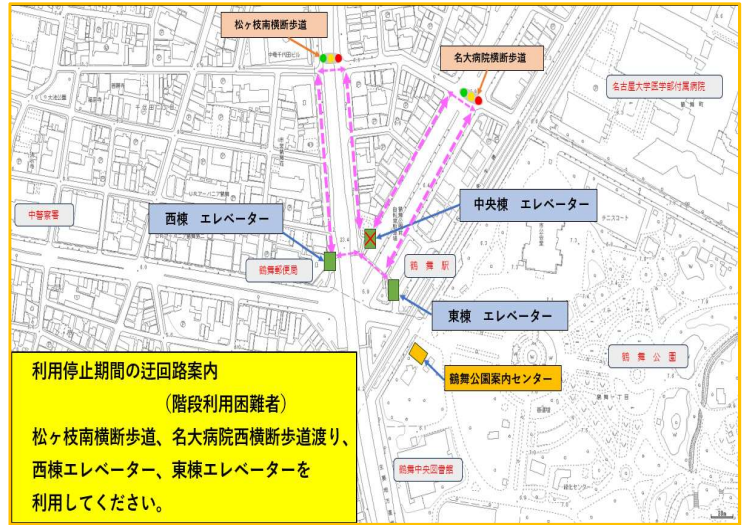 松ヶ枝南横断歩道
名大病院横断歩道
名古屋大学医学部付属病院
中警察署
西棟 エレベーター
中央棟 エレベーター
鶴舞郵便局
鶴 舞 駅
東棟 エレベーター
鶴舞公園案内センター
鶴 舞 公 園
鶴舞中央図書館
利用停止期間の迂回路案内
(階段利用困難者)
松ヶ枝南横断歩道、名大病院西横断歩道渡り、
西棟エレベーター、東棟エレベーターを
利用してください。